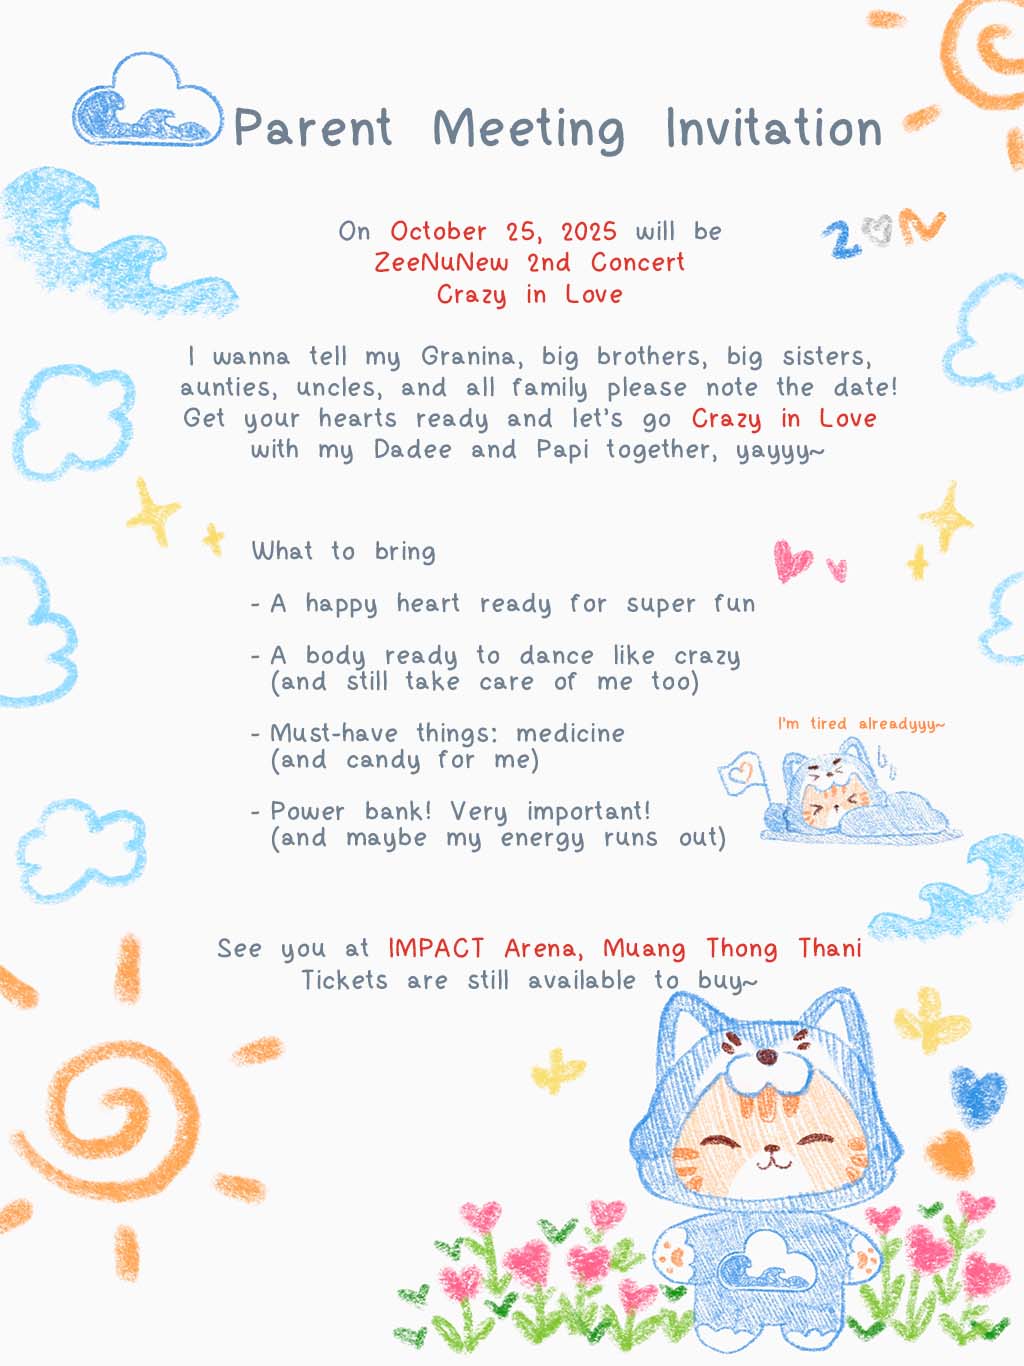 Parent Meeting Invitation
On October 25, 2025 will be
ZeeNuNew 2nd Concert
Crazy in Love
I wanna tell my Granina, big brothers, big sisters,
aunties, uncles, and all family please note the date!
Get your hearts ready and let's go Crazy in Love
with my Dadee and Papi together, yayyy~
What to bring
- A happy heart ready for super fun
- A body ready to dance like crazy
(and still take care of me too)
- Must-have things: medicine
(and candy for me)
I'm tired alreadyyy~
- Power bank! Very important!
(and maybe my energy runs out)
See you at IMPACT Arena, Muang Thong Thani
Tickets are still available to buy~